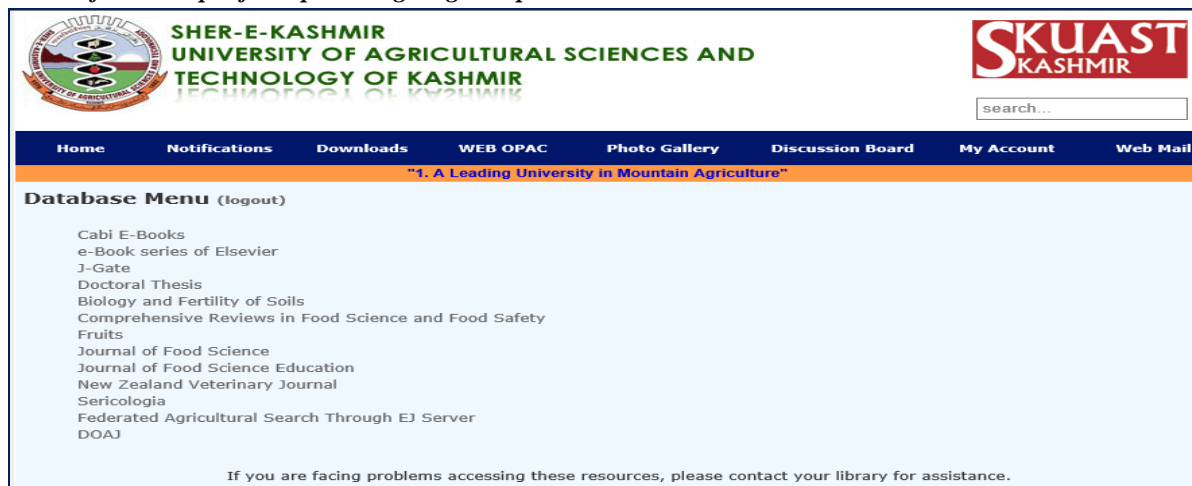 SHER-E-KASHMIR
UNIVERSITY OF AGRICULTURAL SCIENCES AND
TECHNOLOGY OF KASHMIR
SKUAST
KASHMIR
search...
Home Notifications Downloads WEB OPAC Photo Gallery Discussion Board My Account Web Mail
"1. A Leading University in Mountain Agriculture"
Database Menu (logout)
Cabi E-Books
e-Book series of Elsevier
J-Gate
Doctoral Thesis
Biology and Fertility of Soils
Comprehensive Reviews in Food Science and Food Safety
Fruits
Journal of Food Science
Journal of Food Science Education
New Zealand Veterinary Journal
Sericologia
Federated Agricultural Search Through EJ Server
DOAJ
If you are facing problems accessing these resources, please contact your library for assistance.